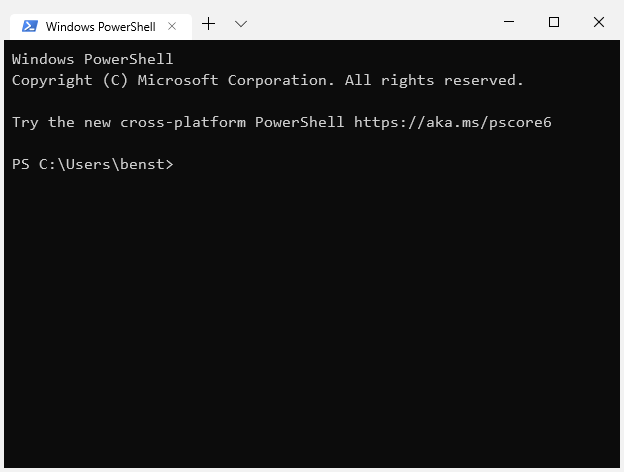 Windows PowerShell
Windows PowerShell
Copyright (C) Microsoft Corporation. All rights reserved.
Try the new cross-platform PowerShell https://aka.ms/pscore6
PS C:\Users\benst>